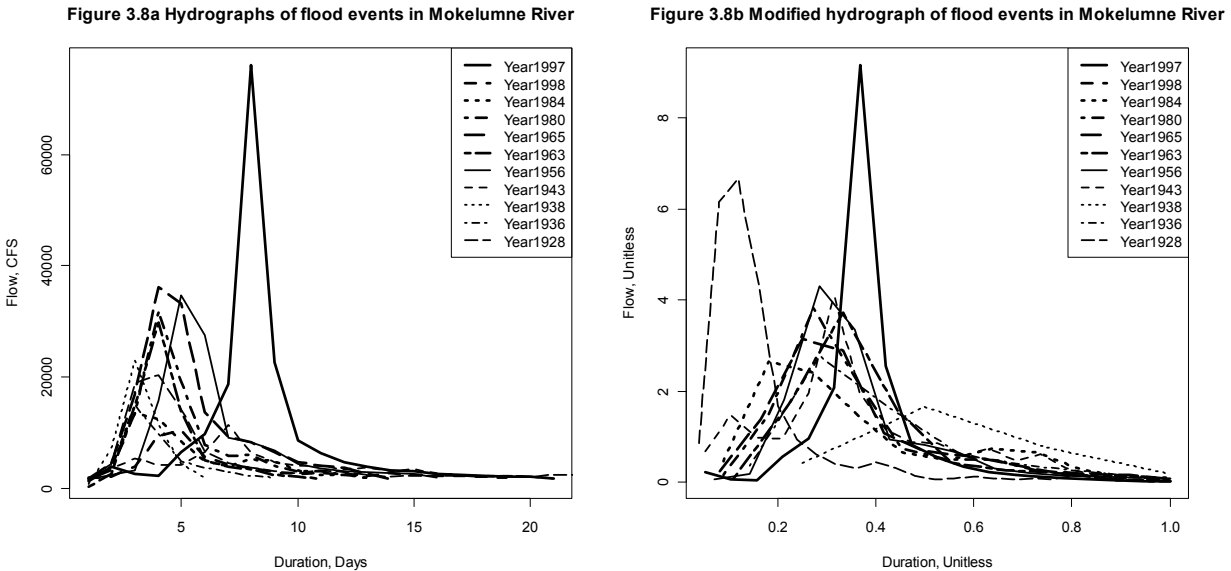 Figure 3.8a Hydrographs of flood events in Mokelumne River
Flow, CFS
0
20000
40000
60000
5
10
15
20
Duration, Days
Year1997
Year1998
Year1984
Year1980
Year1965
Year1963
Year1956
Year1943
Year1938
Year1936
Year1928
Figure 3.8b Modified hydrograph of flood events in Mokelumne River
Flow, Unitless
0
2
4
6
8
0.2
0.4
0.6
0.8
1.0
Duration, Unitless
Year1997
Year1998
Year1984
Year1980
Year1965
Year1963
Year1956
Year1943
Year1938
Year1936
Year1928